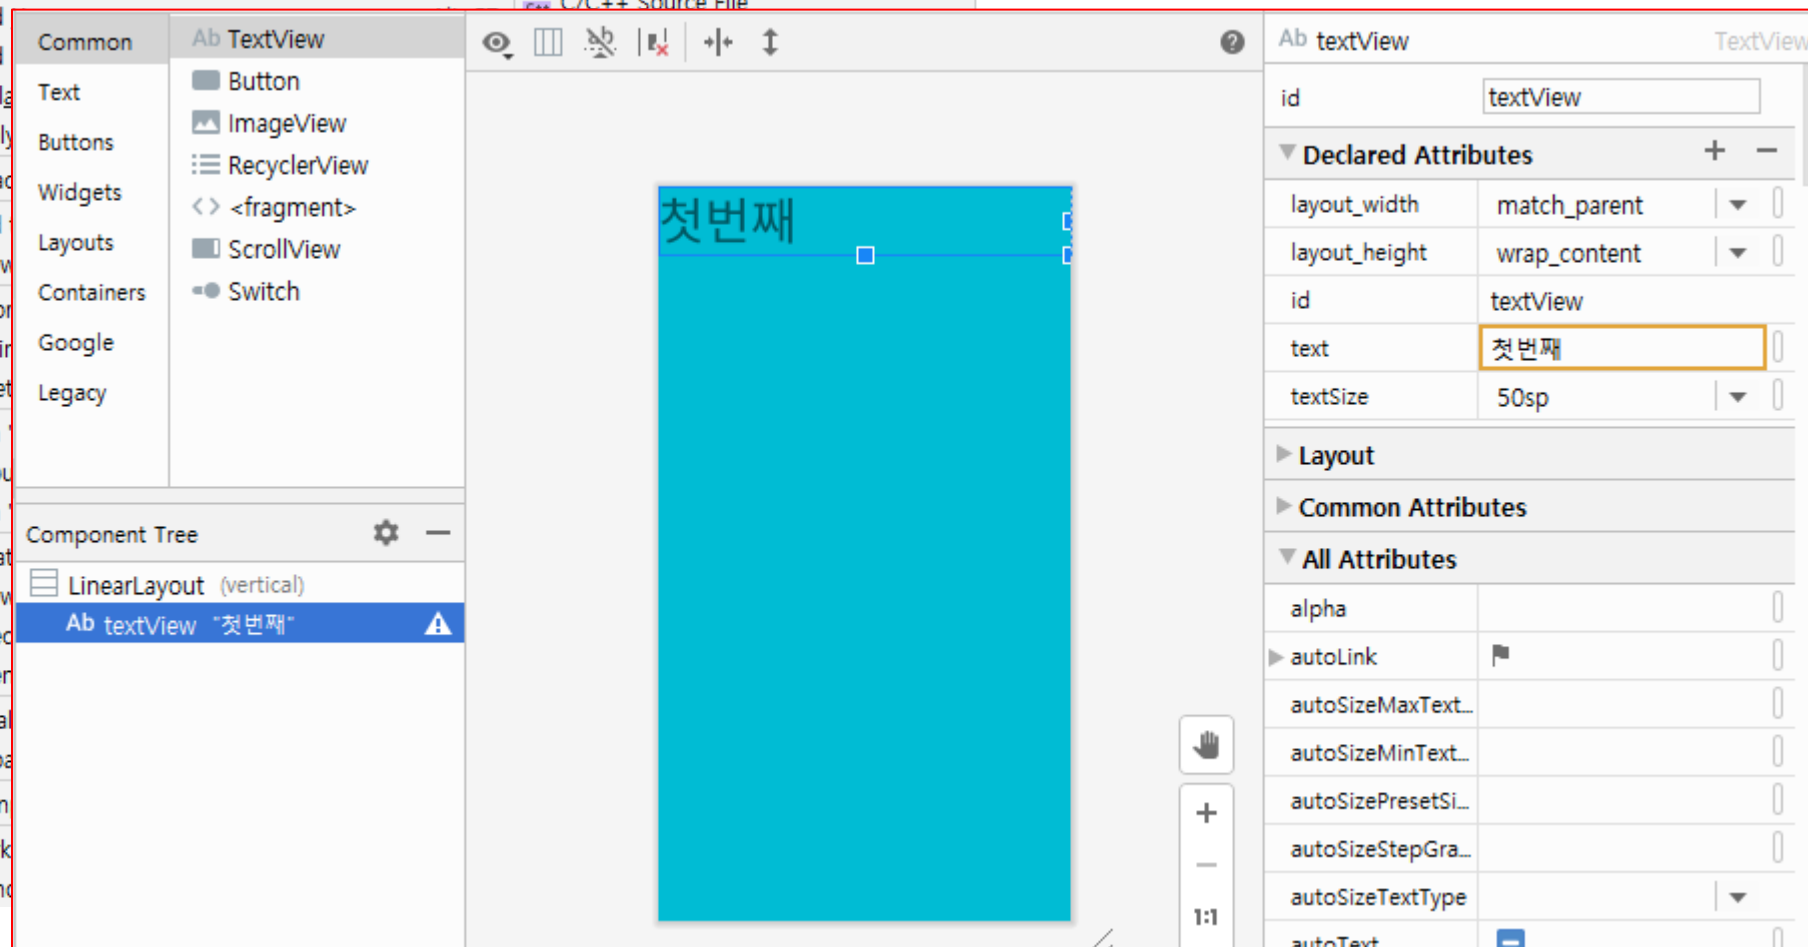 C/C++ Source File
Common
Text
Buttons
Widgets
Layouts
Containers
Google
Legacy
Ab TextView
Button
ImageView
RecyclerView
<fragment>
ScrollView
Switch
Component Tree
LinearLayout (vertical)
Ab textView "첫번째"
첫번째
1:1
Ab textView TextView
id textView
Declared Attributes
layout_width match_parent
layout_height wrap_content
id textView
text 첫번째
textSize 50sp
Layout
Common Attributes
All Attributes
alpha
autoLink
autoSizeMaxText...
autoSizeMinText...
autoSizePresetSi...
autoSizeStepGra...
autoSizeTextType
autoText